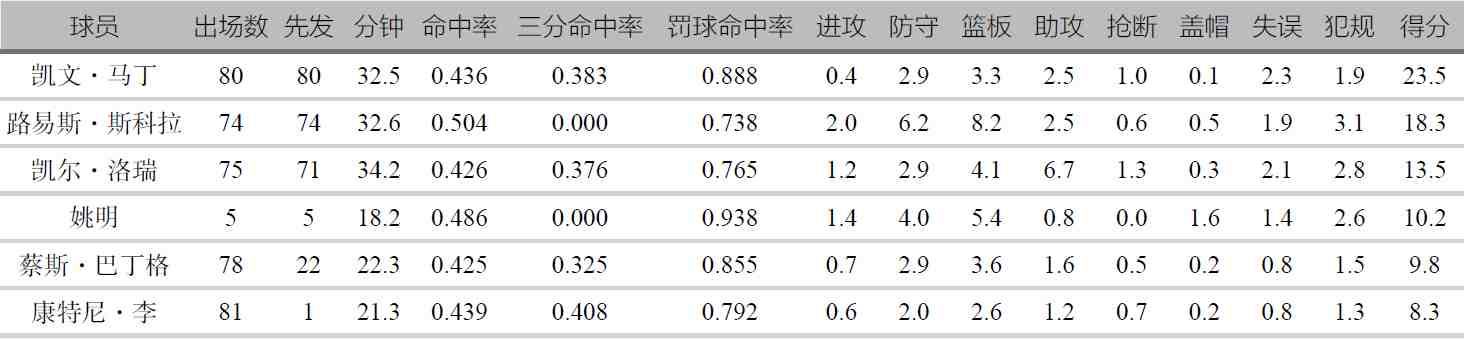 球员 出场数 先发 分钟 命中率 三分命中率 罚球命中率 进攻 防守 篮板 助攻 抢断 盖帽 失误 犯规 得分
凯文·马丁 80 80 32.5 0.436 0.383 0.888 0.4 2.9 3.3 2.5 1.0 0.1 2.3 1.9 23.5
路易斯·斯科拉 74 74 32.6 0.504 0.000 0.738 2.0 6.2 8.2 2.5 0.6 0.5 1.9 3.1 18.3
凯尔·洛瑞 75 71 34.2 0.426 0.376 0.765 1.2 2.9 4.1 6.7 1.3 0.3 2.1 2.8 13.5
姚明 5 5 18.2 0.486 0.000 0.938 1.4 4.0 5.4 0.8 0.0 1.6 1.4 2.6 10.2
蔡斯·巴丁格 78 22 22.3 0.425 0.325 0.855 0.7 2.9 3.6 1.6 0.5 0.2 0.8 1.5 9.8
康特尼·李 81 1 21.3 0.439 0.408 0.792 0.6 2.0 2.6 1.2 0.7 0.2 0.8 1.3 8.3